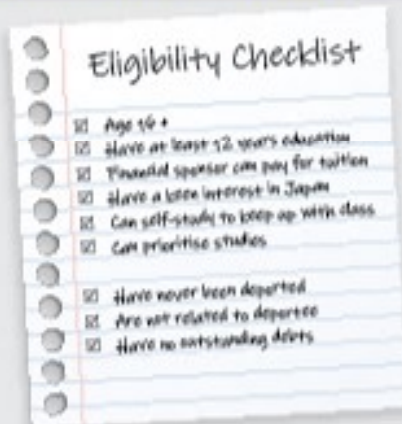 Eligibility Checklist
Age 16+
Have at least 12 years education
Financial sponsor can pay for tuition
Have a keen interest in Japan
Can self-study to keep up with class
Can prioritise studies
Have never been deported
Are not related to deportee
Have no outstanding debts